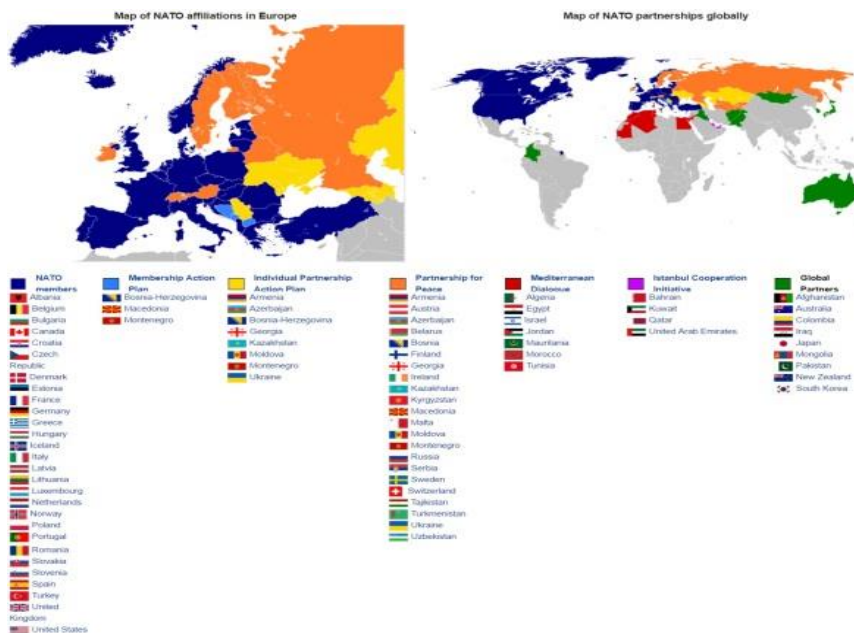 Map of NATO affiliations in Europe
Map of NATO partnerships globally
NATO
members
Albania
Belgium
Bulgaria
Canada
Croatia
Czech
Republic
Denmark
Estonia
France
Germany
Greece
Hungary
Iceland
Italy
Latvia
Lithuania
Luxembourg
Netherlands
Norway
Poland
Portugal
Romania
Slovakia
Slovenia
Spain
Turkey
United
Kingdom
United States
Membership Action
Plan
Bosnia-Herzegovina
Macedonia
Montenegro
Individual Partnership
Action Plan
Armenia
Azerbaijan
Bosnia-Herzegovina
Georgia
Kazakhstan
Moldova
Montenegro
Ukraine
Partnership for
Peace
Armenia
Austria
Azerbaijan
Belarus
Bosnia
Finland
Georgia
Ireland
Kazakhstan
Kyrgyzstan
Macedonia
Malta
Moldova
Montenegro
Russia
Serbia
Sweden
Switzerland
Tajikistan
Turkmenistan
Ukraine
Uzbekistan
Mediterranean
Dialogue
Algeria
Egypt
Israel
Jordan
Mauritania
Morocco
Tunisia
Istanbul Cooperation
Initiative
Bahrain
Kuwait
Qatar
United Arab Emirates
Global
Partners
Afghanistan
Australia
Colombia
Iraq
Japan
Mongolia
Pakistan
New Zealand
South Korea